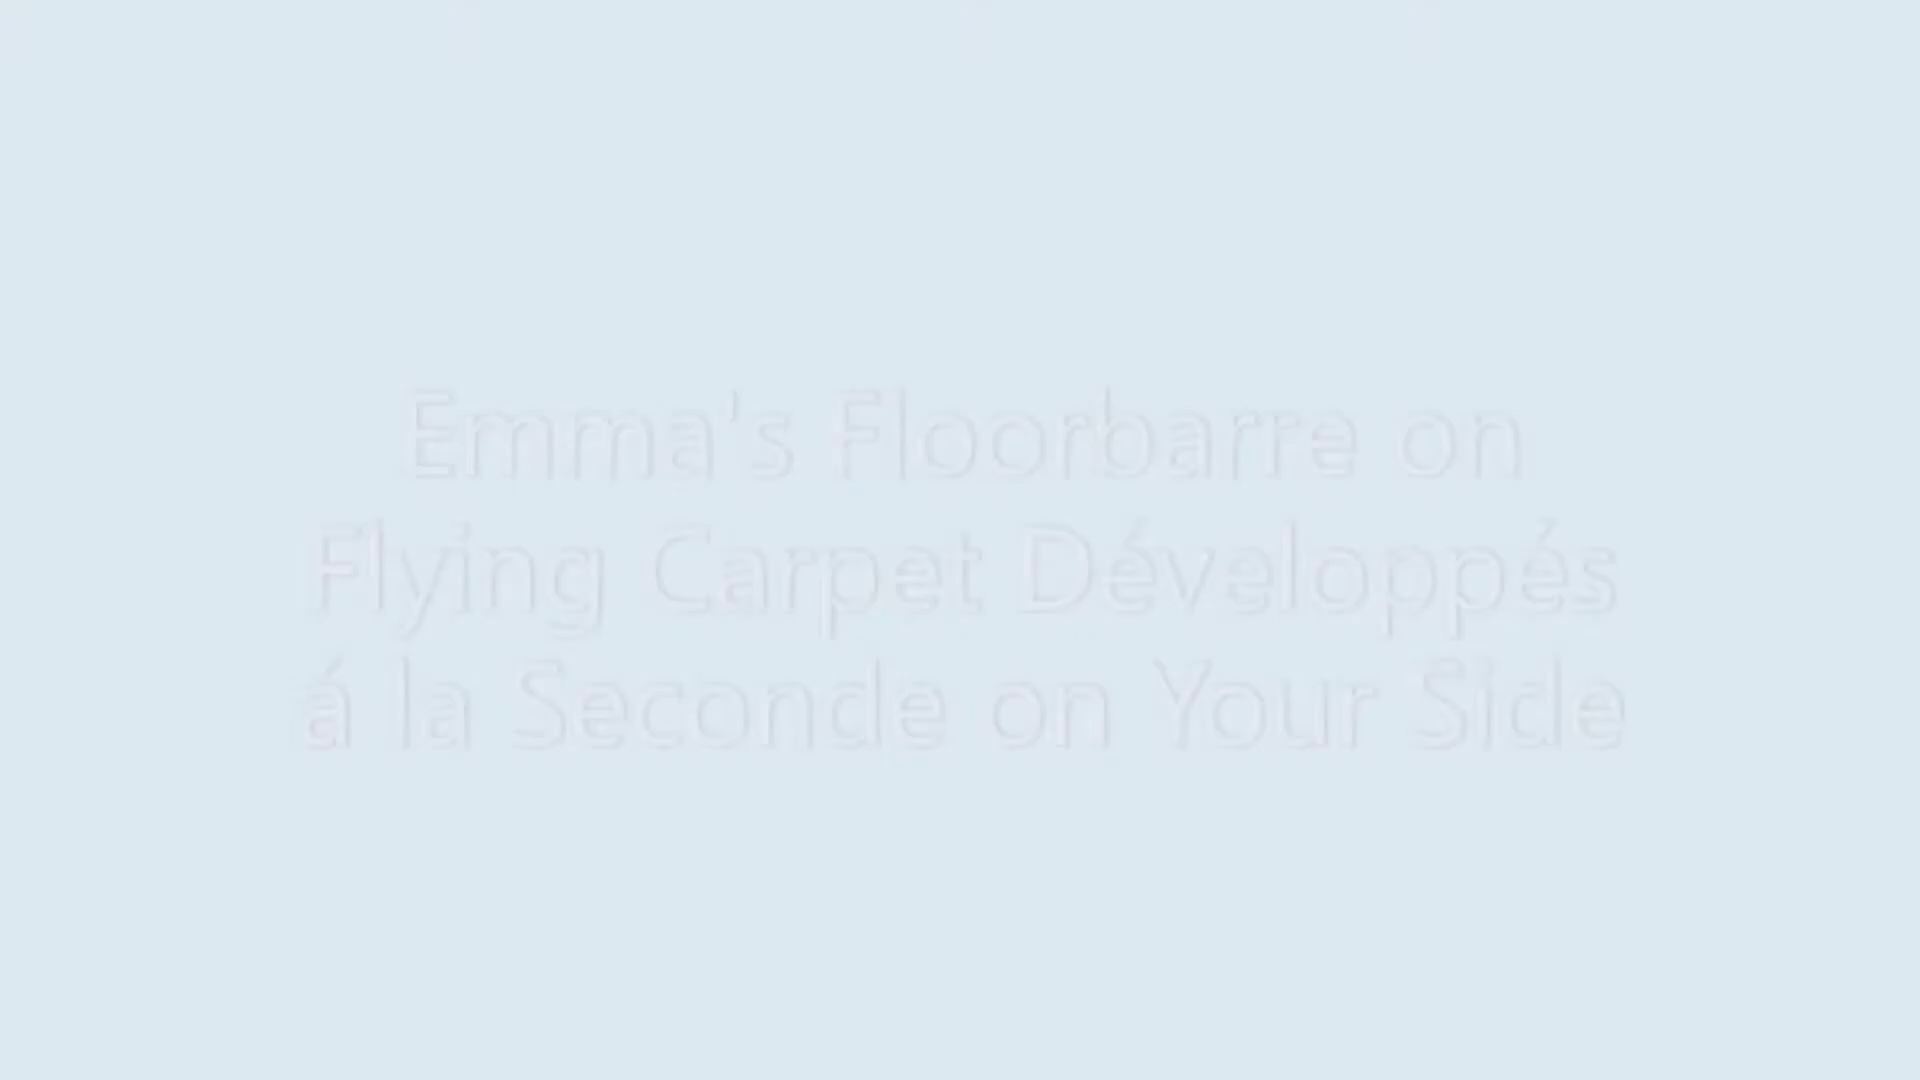 Emma's Floorbarre on
Flying Carpet Développés
á la Seconde on Your Side